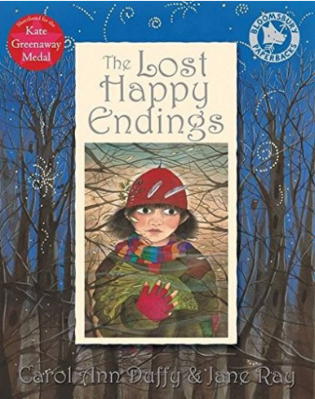 Shortlisted for the
Kate
Greenaway
Medal
BLOOMSBURY
PAPERBACKS
The Lost
Happy
Endings
Carol Ann Duffy & Jane Ray